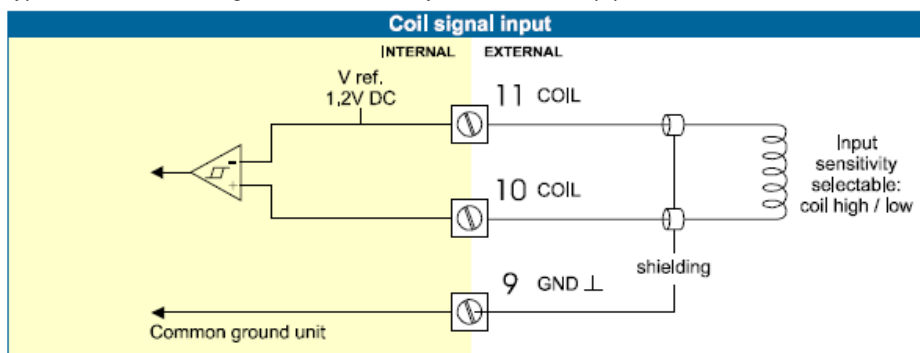 Coil signal input
INTERNAL EXTERNAL
V ref.
1,2V DC
11 COIL
10 COIL
Input
sensitivity
selectable:
coil high / low
shielding
9 GND ⊥
Common ground unit